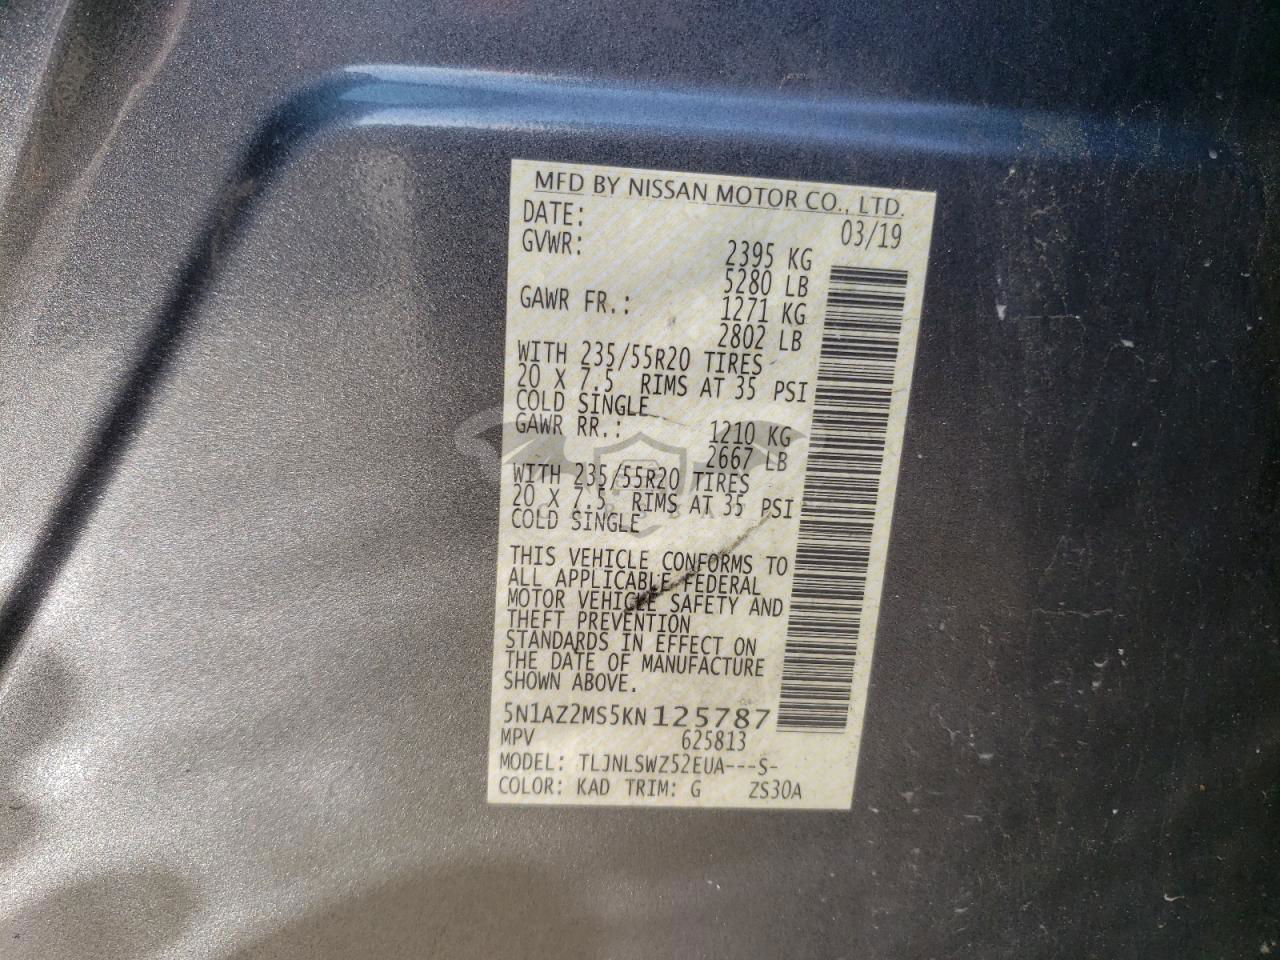 MFD BY NISSAN MOTOR CO., LTD.
DATE: 03/19
GVWR: 2395 KG
5280 LB
GAWR FR.: 1271 KG
2802 LB
WITH 235/55R20 TIRES
20 X 7.5 RIMS AT 35 PSI
COLD SINGLE
GAWR RR.: 1210 KG
2667 LB
WITH 235/55R20 TIRES
20 X 7.5 RIMS AT 35 PSI
COLD SINGLE
THIS VEHICLE CONFORMS TO
ALL APPLICABLE FEDERAL
MOTOR VEHICLE SAFETY AND
THEFT PREVENTION
STANDARDS IN EFFECT ON
THE DATE OF MANUFACTURE
SHOWN ABOVE.
5N1AZ2MS5KN125787
MPV 625813
MODEL: TLJNLSWZ52EUA---S-
COLOR: KAD TRIM: G ZS30A